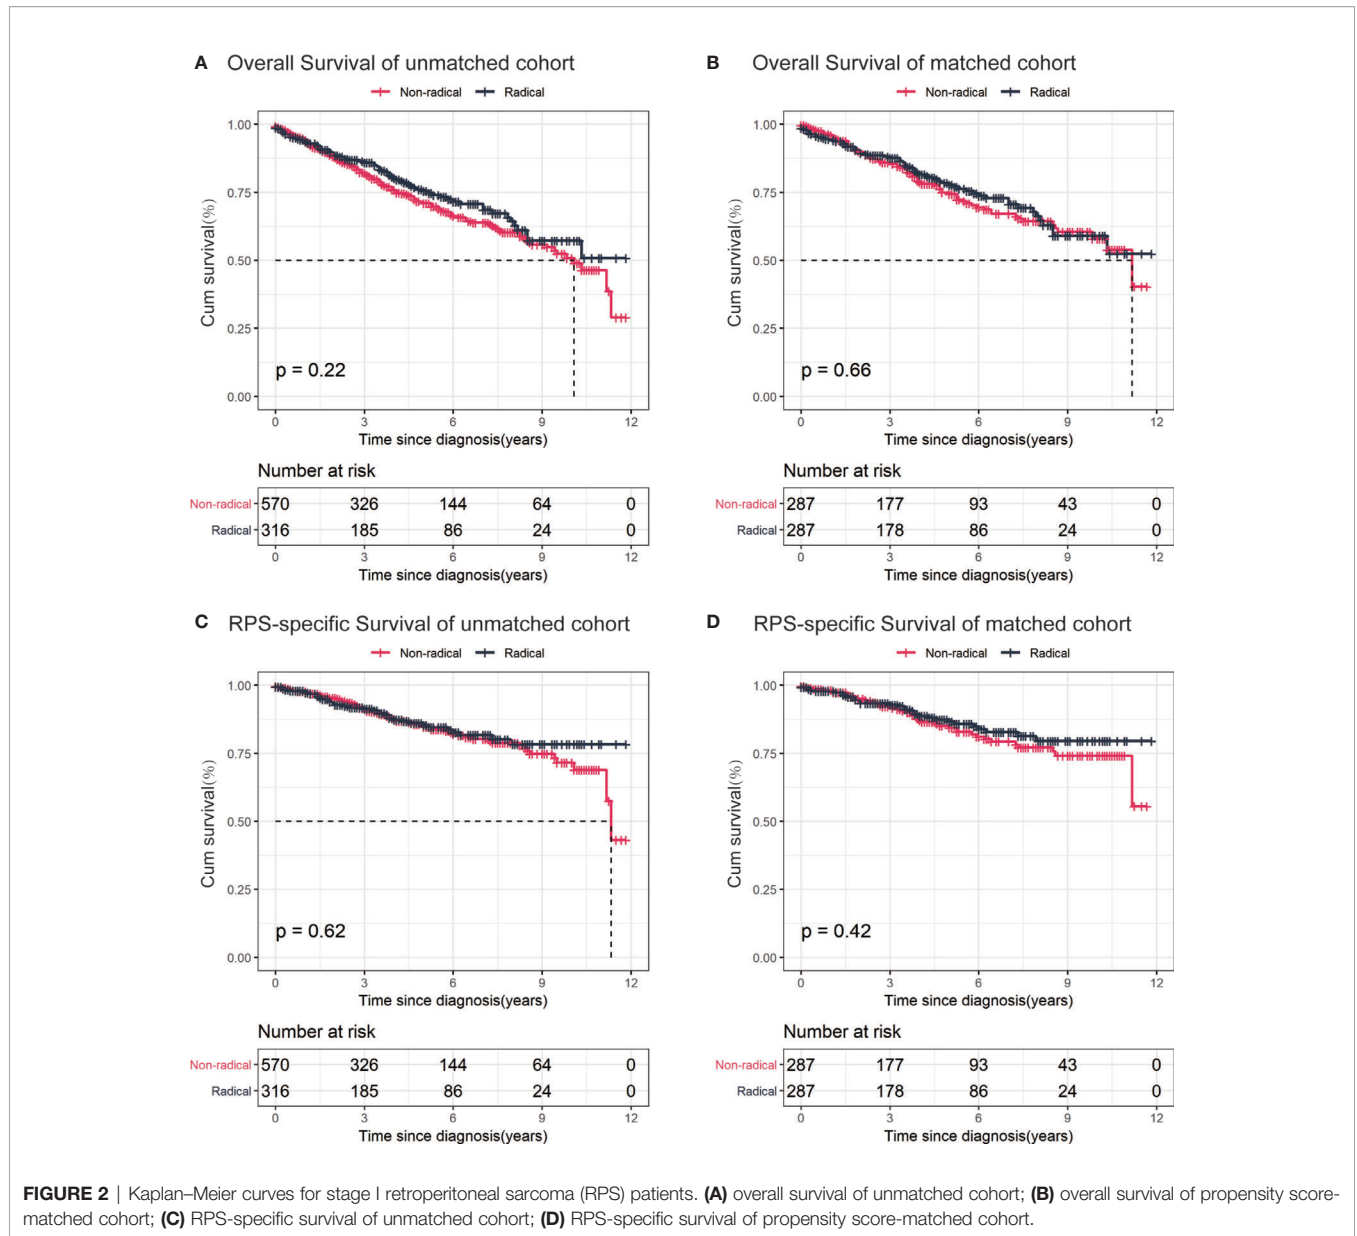 A Overall Survival of unmatched cohort
Non-radical Radical
1.00
0.75
0.50
0.25
0.00
Cum survival(%)
p = 0.22
0 3 6 9 12
Time since diagnosis(years)
Number at risk
Non-radical 570 326 144 64 0
Radical 316 185 86 24 0
0 3 6 9 12
Time since diagnosis(years)
B Overall Survival of matched cohort
Non-radical Radical
1.00
0.75
0.50
0.25
0.00
Cum survival(%)
p = 0.66
0 3 6 9 12
Time since diagnosis(years)
Number at risk
Non-radical 287 177 93 43 0
Radical 287 178 86 24 0
0 3 6 9 12
Time since diagnosis(years)
C RPS-specific Survival of unmatched cohort
Non-radical Radical
1.00
0.75
0.50
0.25
0.00
Cum survival(%)
p = 0.62
0 3 6 9 12
Time since diagnosis(years)
Number at risk
Non-radical 570 326 144 64 0
Radical 316 185 86 24 0
0 3 6 9 12
Time since diagnosis(years)
D RPS-specific Survival of matched cohort
Non-radical Radical
1.00
0.75
0.50
0.25
0.00
Cum survival(%)
p = 0.42
0 3 6 9 12
Time since diagnosis(years)
Number at risk
Non-radical 287 177 93 43 0
Radical 287 178 86 24 0
0 3 6 9 12
Time since diagnosis(years)
FIGURE 2 | Kaplan–Meier curves for stage I retroperitoneal sarcoma (RPS) patients. (A) overall survival of unmatched cohort; (B) overall survival of propensity score-
matched cohort; (C) RPS-specific survival of unmatched cohort; (D) RPS-specific survival of propensity score-matched cohort.